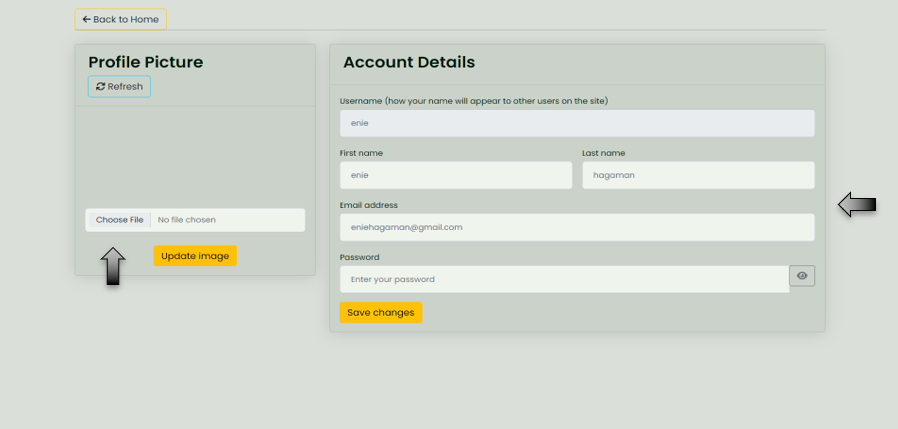 Back to Home
Profile Picture
Refresh
Choose File No file chosen
Update image
Account Details
Username (how your name will appear to other users on the site)
enie
First name Last name
enie hagaman
Email address
eniehagaman@gmail.com
Password
Enter your password
Save changes